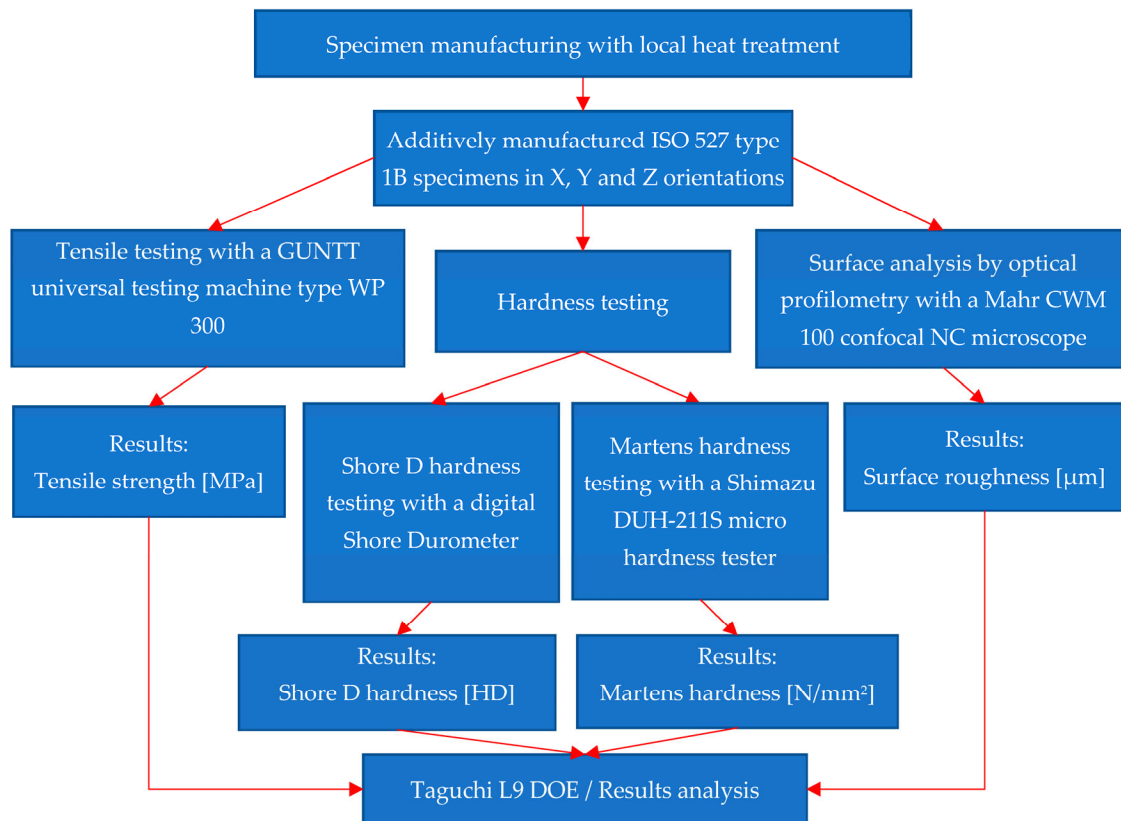 Specimen manufacturing with local heat treatment
Additively manufactured ISO 527 type
1B specimens in X, Y and Z orientations
Tensile testing with a GUNTT
universal testing machine type WP
300
Hardness testing
Surface analysis by optical
profilometry with a Mahr CWM
100 confocal NC microscope
Results:
Tensile strength [MPa]
Shore D hardness
testing with a digital
Shore Durometer
Martens hardness
testing with a Shimazu
DUH-211S micro
hardness tester
Results:
Surface roughness [µm]
Results:
Shore D hardness [HD]
Results:
Martens hardness [N/mm²]
Taguchi L9 DOE / Results analysis